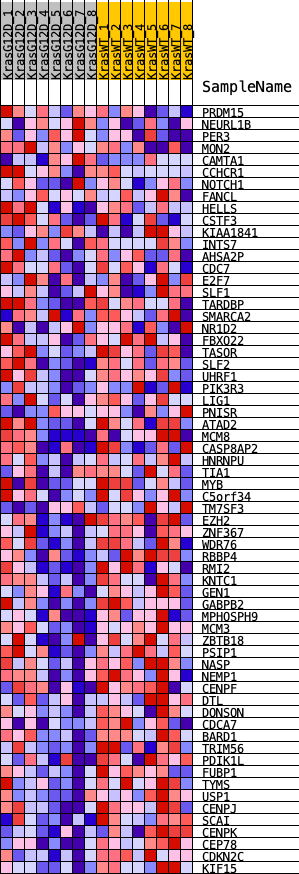 KrasG12D_1
KrasG12D_2
KrasG12D_3
KrasG12D_4
KrasG12D_5
KrasG12D_6
KrasG12D_7
KrasG12D_8
KrasWT_1
KrasWT_2
KrasWT_3
KrasWT_4
KrasWT_5
KrasWT_6
KrasWT_7
KrasWT_8
SampleName
PRDM15
NEURL1B
PER3
MON2
CAMTA1
CCHCR1
NOTCH1
FANCL
HELLS
CSTF3
KIAA1841
INTS7
AHSA2P
CDC7
E2F7
SLF1
TARDBP
SMARCA2
NR1D2
FBXO22
TASOR
SLF2
UHRF1
PIK3R3
LIG1
PNISR
ATAD2
MCM8
CASP8AP2
HNRNPU
TIA1
MYB
C5orf34
TM7SF3
EZH2
ZNF367
WDR76
RBBP4
RMI2
KNTC1
GEN1
GABPB2
MPHOSPH9
MCM3
ZBTB18
PSIP1
NASP
NEMP1
CENPF
DTL
DONSON
CDCA7
BARD1
TRIM56
PDIK1L
FUBP1
TYMS
USP1
CENPJ
SCAI
CENPK
CEP78
CDKN2C
KIF15